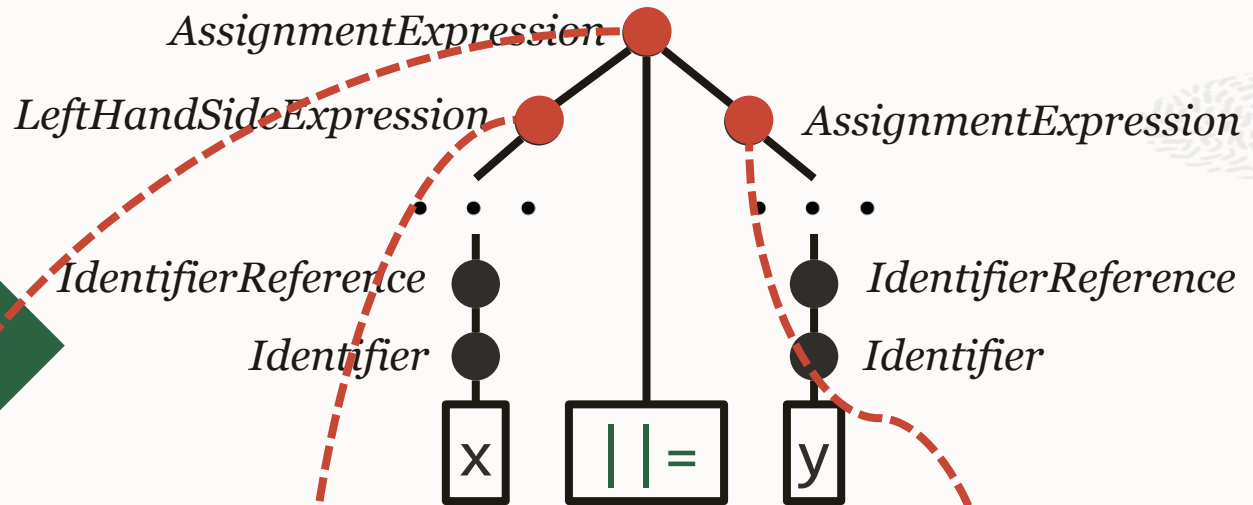 AssignmentExpression
LeftHandSideExpression AssignmentExpression
• • • • • •
IdentifierReference IdentifierReference
Identifier Identifier
x ||= y